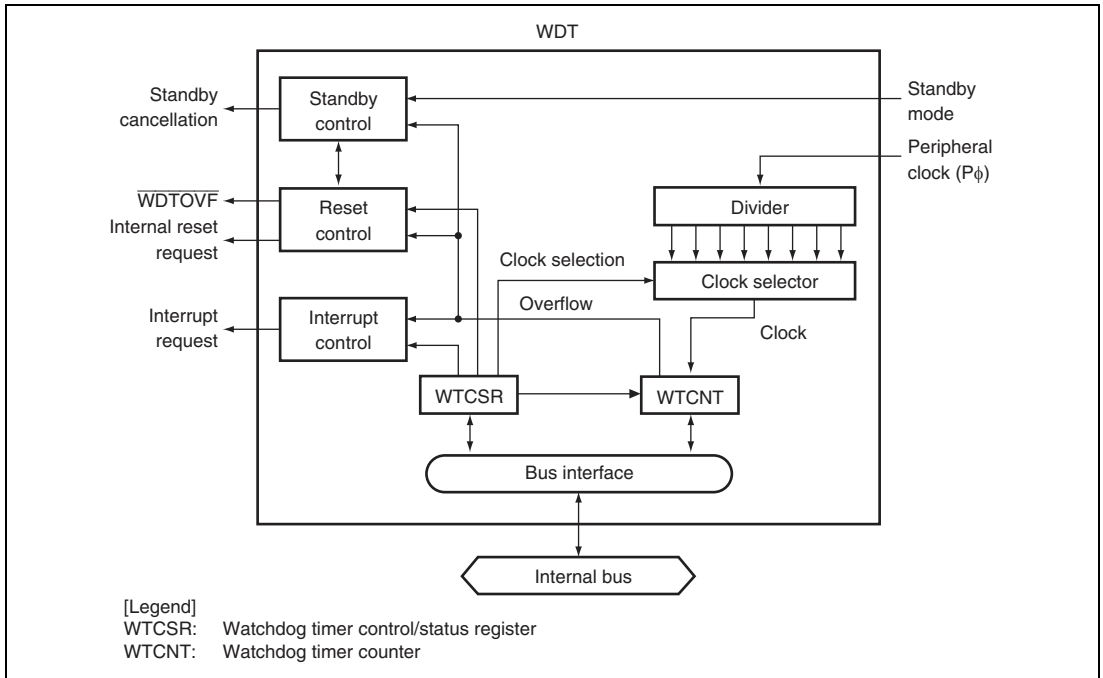 WDT
Standby
cancellation
Standby
control
Standby
mode
Peripheral
clock (Pϕ)
WDTOVF
Internal reset
request
Reset
control
Divider
Clock selection
Clock selector
Overflow
Interrupt
request
Interrupt
control
Clock
WTCSR
WTCNT
Bus interface
Internal bus
[Legend]
WTCSR: Watchdog timer control/status register
WTCNT: Watchdog timer counter